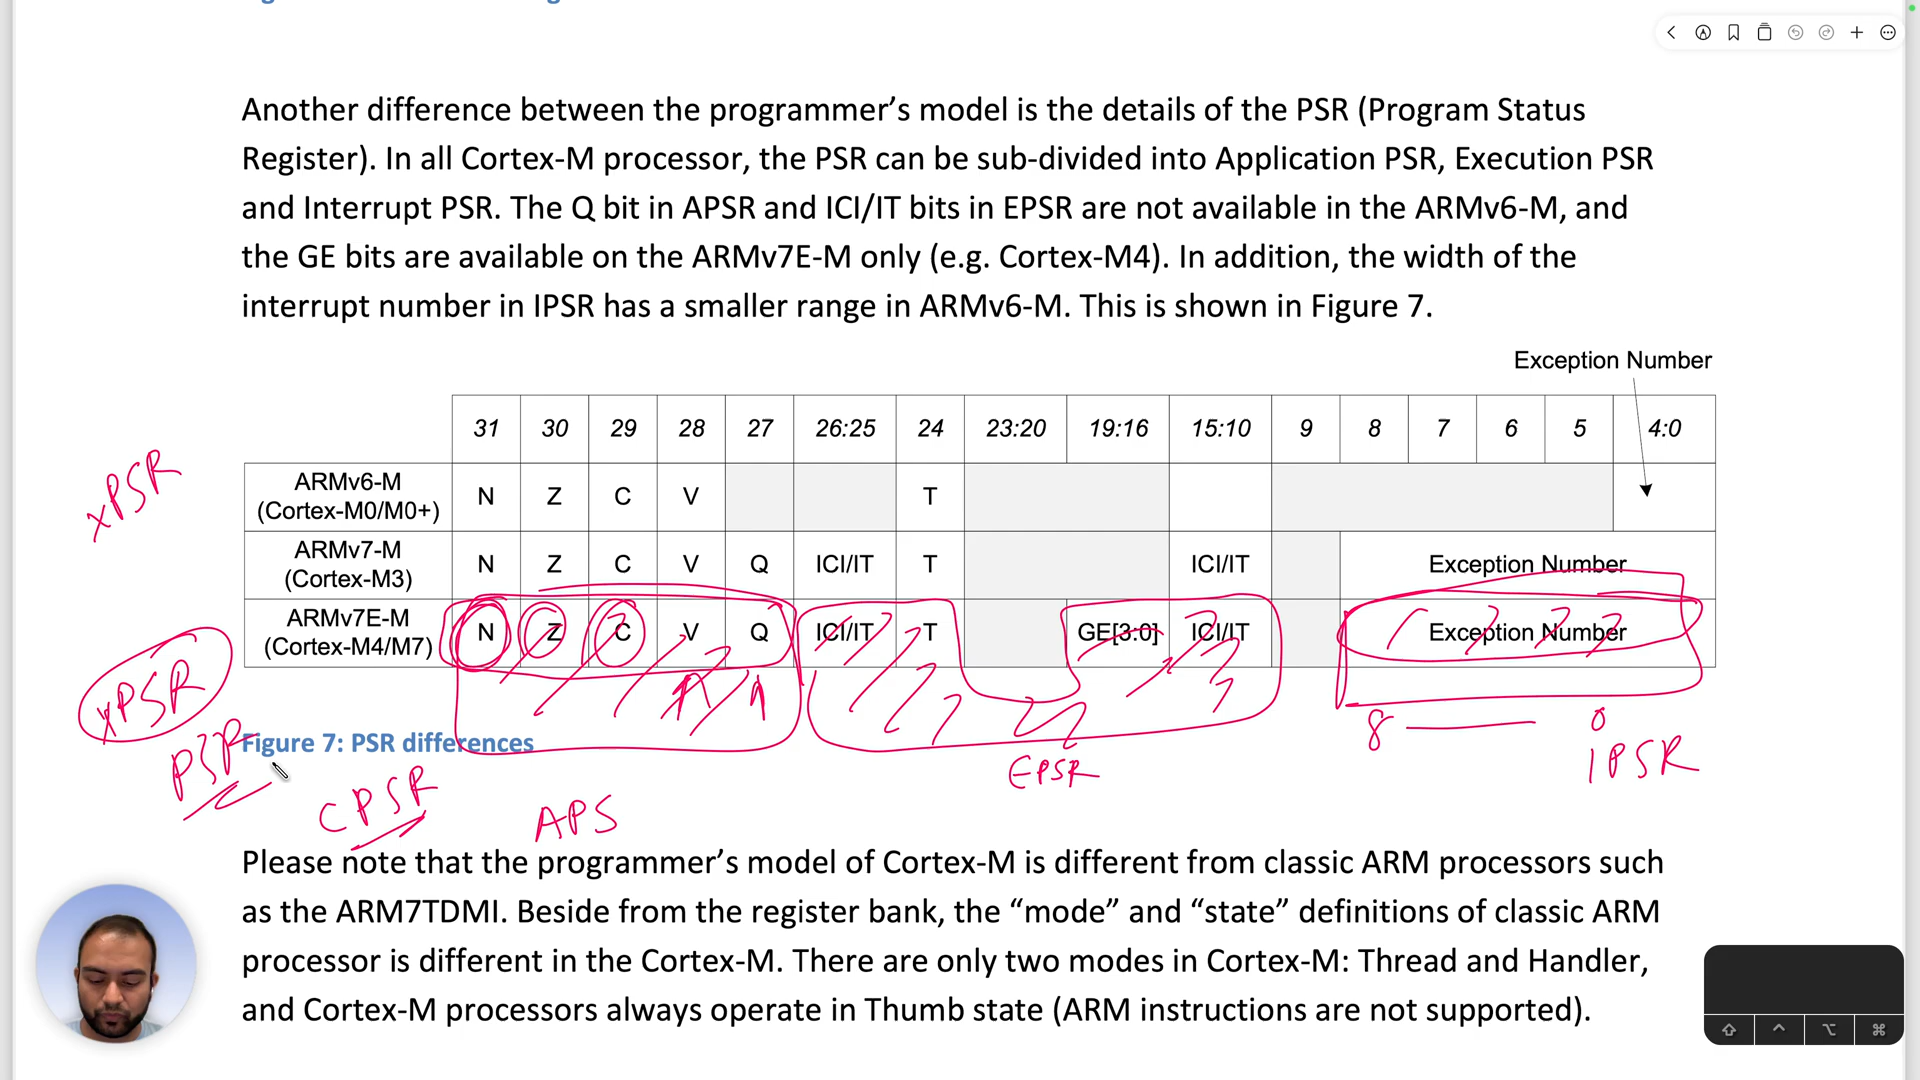 Another difference between the programmer’s model is the details of the PSR (Program Status
Register). In all Cortex-M processor, the PSR can be sub-divided into Application PSR, Execution PSR
and Interrupt PSR. The Q bit in APSR and ICI/IT bits in EPSR are not available in the ARMv6-M, and
the GE bits are available on the ARMv7E-M only (e.g. Cortex-M4). In addition, the width of the
interrupt number in IPSR has a smaller range in ARMv6-M. This is shown in Figure 7.
Exception Number
31 30 29 28 27 26:25 24 23:20 19:16 15:10 9 8 7 6 5 4:0
xPSR
ARMv6-M
(Cortex-M0/M0+)
N Z C V T
ARMv7-M
(Cortex-M3)
N Z C V Q ICI/IT T ICI/IT Exception Number
ARMv7E-M
(Cortex-M4/M7)
N Z C V Q ICI/IT T GE[3:0] ICI/IT Exception Number
xPSR
8 0
PSR
Figure 7: PSR differences
EPSR
IPSR
CPSR
APS
Please note that the programmer’s model of Cortex-M is different from classic ARM processors such
as the ARM7TDMI. Beside from the register bank, the “mode” and “state” definitions of classic ARM
processor is different in the Cortex-M. There are only two modes in Cortex-M: Thread and Handler,
and Cortex-M processors always operate in Thumb state (ARM instructions are not supported).